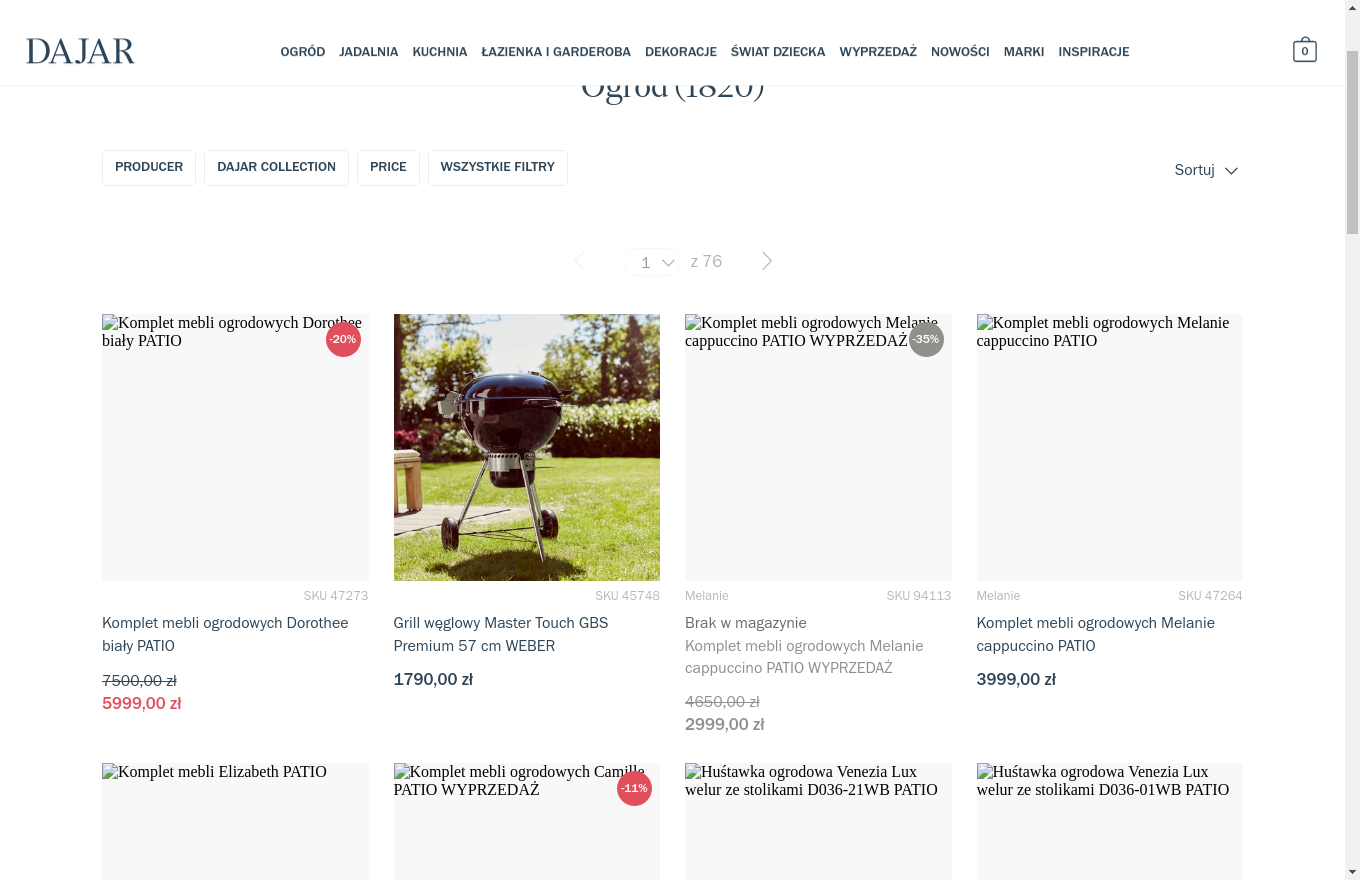 DAJAR
OGRÓD JADALNIA KUCHNIA ŁAZIENKA I GARDEROBA DEKORACJE ŚWIAT DZIECKA WYPRZEDAŻ NOWOŚCI MARKI INSPIRACJE
0
Ogród (1820)
PRODUCER DAJAR COLLECTION PRICE WSZYSTKIE FILTRY
Sortuj
1 z 76
Komplet mebli ogrodowych Dorothee
biały PATIO
-20%
SKU 47273
Komplet mebli ogrodowych Dorothee
biały PATIO
7500,00 zł
5999,00 zł
SKU 45748
Grill węglowy Master Touch GBS
Premium 57 cm WEBER
1790,00 zł
Komplet mebli ogrodowych Melanie
cappuccino PATIO WYPRZEDAŻ
-35%
Melanie SKU 94113
Brak w magazynie
Komplet mebli ogrodowych Melanie
cappuccino PATIO WYPRZEDAŻ
4650,00 zł
2999,00 zł
Komplet mebli ogrodowych Melanie
cappuccino PATIO
Melanie SKU 47264
Komplet mebli ogrodowych Melanie
cappuccino PATIO
3999,00 zł
Komplet mebli Elizabeth PATIO
Komplet mebli ogrodowych Camille
PATIO WYPRZEDAŻ
-11%
Huśtawka ogrodowa Venezia Lux
welur ze stolikami D036-21WB PATIO
Huśtawka ogrodowa Venezia Lux
welur ze stolikami D036-01WB PATIO